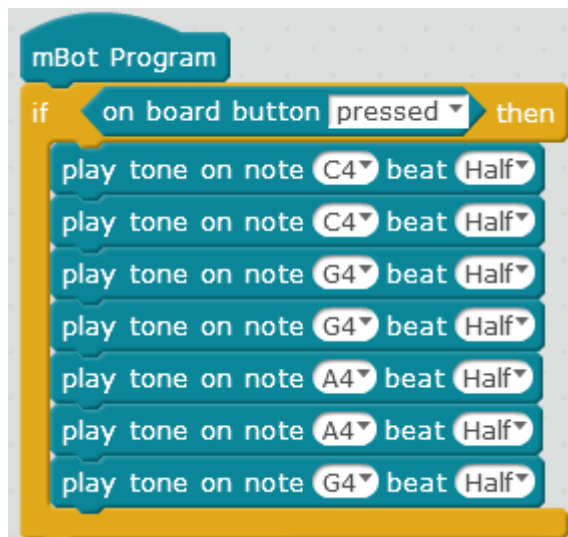 mBot Program
if on board button pressed then
play tone on note C4 beat Half
play tone on note C4 beat Half
play tone on note G4 beat Half
play tone on note G4 beat Half
play tone on note A4 beat Half
play tone on note A4 beat Half
play tone on note G4 beat Half